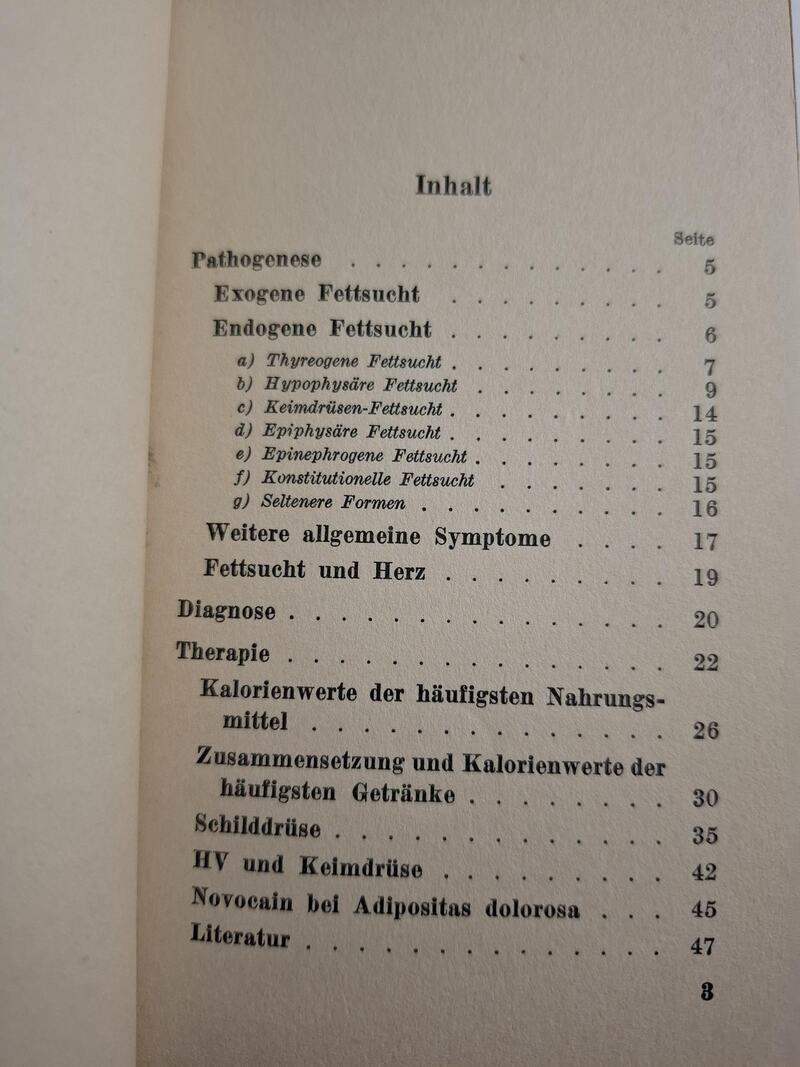 Inhalt
Seite
Pathogenese . . . . . . . . . . . . . 5
Exogene Fettsucht . . . . . . . . . 5
Endogene Fettsucht . . . . . . . . . 6
a) Thyreogene Fettsucht . . . . . . . . . 7
b) Hypophysäre Fettsucht . . . . . . . . 9
c) Keimdrüsen-Fettsucht . . . . . . . . . 14
d) Epiphysäre Fettsucht . . . . . . . . . 15
e) Epinephrogene Fettsucht . . . . . . . . 15
f) Konstitutionelle Fettsucht . . . . . . . 15
g) Seltenere Formen . . . . . . . . . . 16
Weitere allgemeine Symptome . . . . 17
Fettsucht und Herz . . . . . . . . . 19
Diagnose . . . . . . . . . . . . . . . 20
Therapie . . . . . . . . . . . . . . . 22
Kalorienwerte der häufigsten Nahrungs-
mittel . . . . . . . . . . . . . . 26
Zusammensetzung und Kalorienwerte der
häufigsten Getränke . . . . . . . . 30
Schilddrüse . . . . . . . . . . . . . 35
HV und Keimdrüse . . . . . . . . . 42
Novocain bei Adipositas dolorosa . . . 45
Literatur . . . . . . . . . . . . . . 47
3